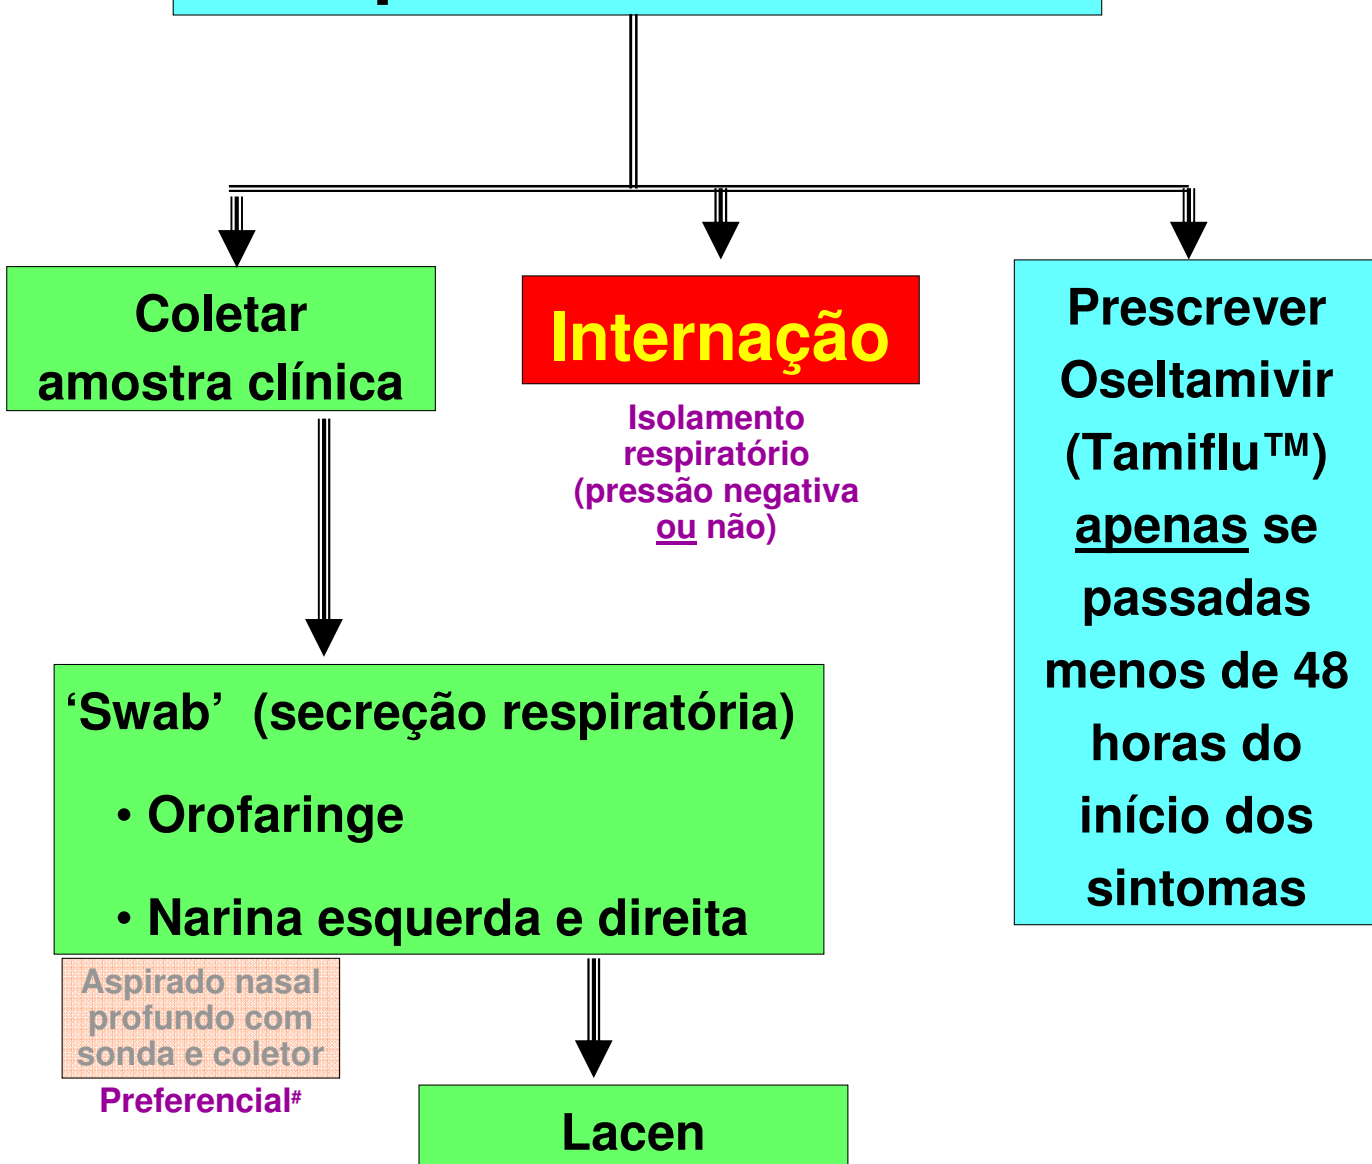 Coletar
amostra clínica
Internação
Isolamento
respiratório
(pressão negativa
ou não)
Prescrever
Oseltamivir
(Tamiflu™)
apenas se
passadas
menos de 48
horas do
início dos
sintomas
‘Swab’ (secreção respiratória)
• Orofaringe
• Narina esquerda e direita
Aspirado nasal
profundo com
sonda e coletor
Preferencial#
Lacen